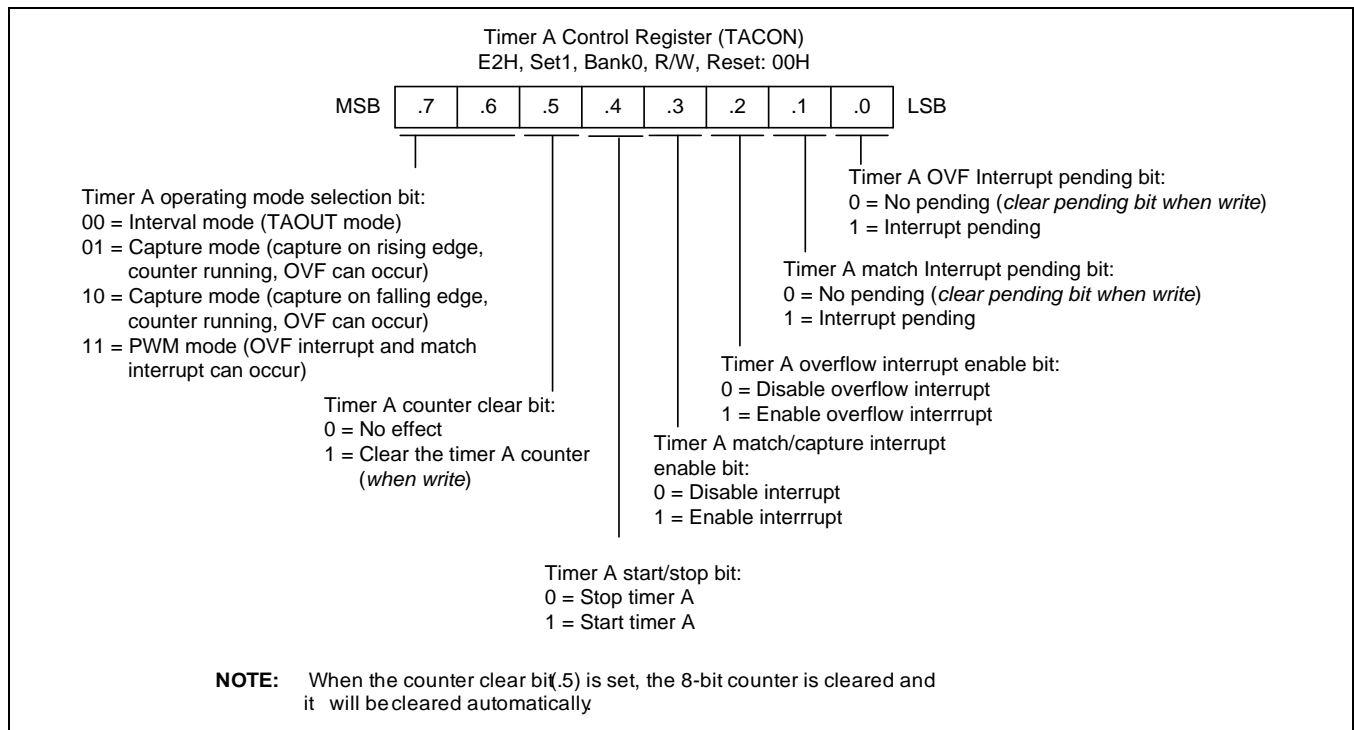 Timer A Control Register (TACON)
E2H, Set1, Bank0, R/W, Reset: 00H
MSB .7 .6 .5 .4 .3 .2 .1 .0 LSB
Timer A operating mode selection bit:
00 = Interval mode (TAOUT mode)
01 = Capture mode (capture on rising edge,
counter running, OVF can occur)
10 = Capture mode (capture on falling edge,
counter running, OVF can occur)
11 = PWM mode (OVF interrupt and match
interrupt can occur)
Timer A counter clear bit:
0 = No effect
1 = Clear the timer A counter
(when write)
Timer A start/stop bit:
0 = Stop timer A
1 = Start timer A
Timer A match/capture interrupt
enable bit:
0 = Disable interrupt
1 = Enable interrrupt
Timer A overflow interrupt enable bit:
0 = Disable overflow interrupt
1 = Enable overflow interrrupt
Timer A match Interrupt pending bit:
0 = No pending (clear pending bit when write)
1 = Interrupt pending
Timer A OVF Interrupt pending bit:
0 = No pending (clear pending bit when write)
1 = Interrupt pending
NOTE: When the counter clear bit(.5) is set, the 8-bit counter is cleared and
it will be cleared automatically.